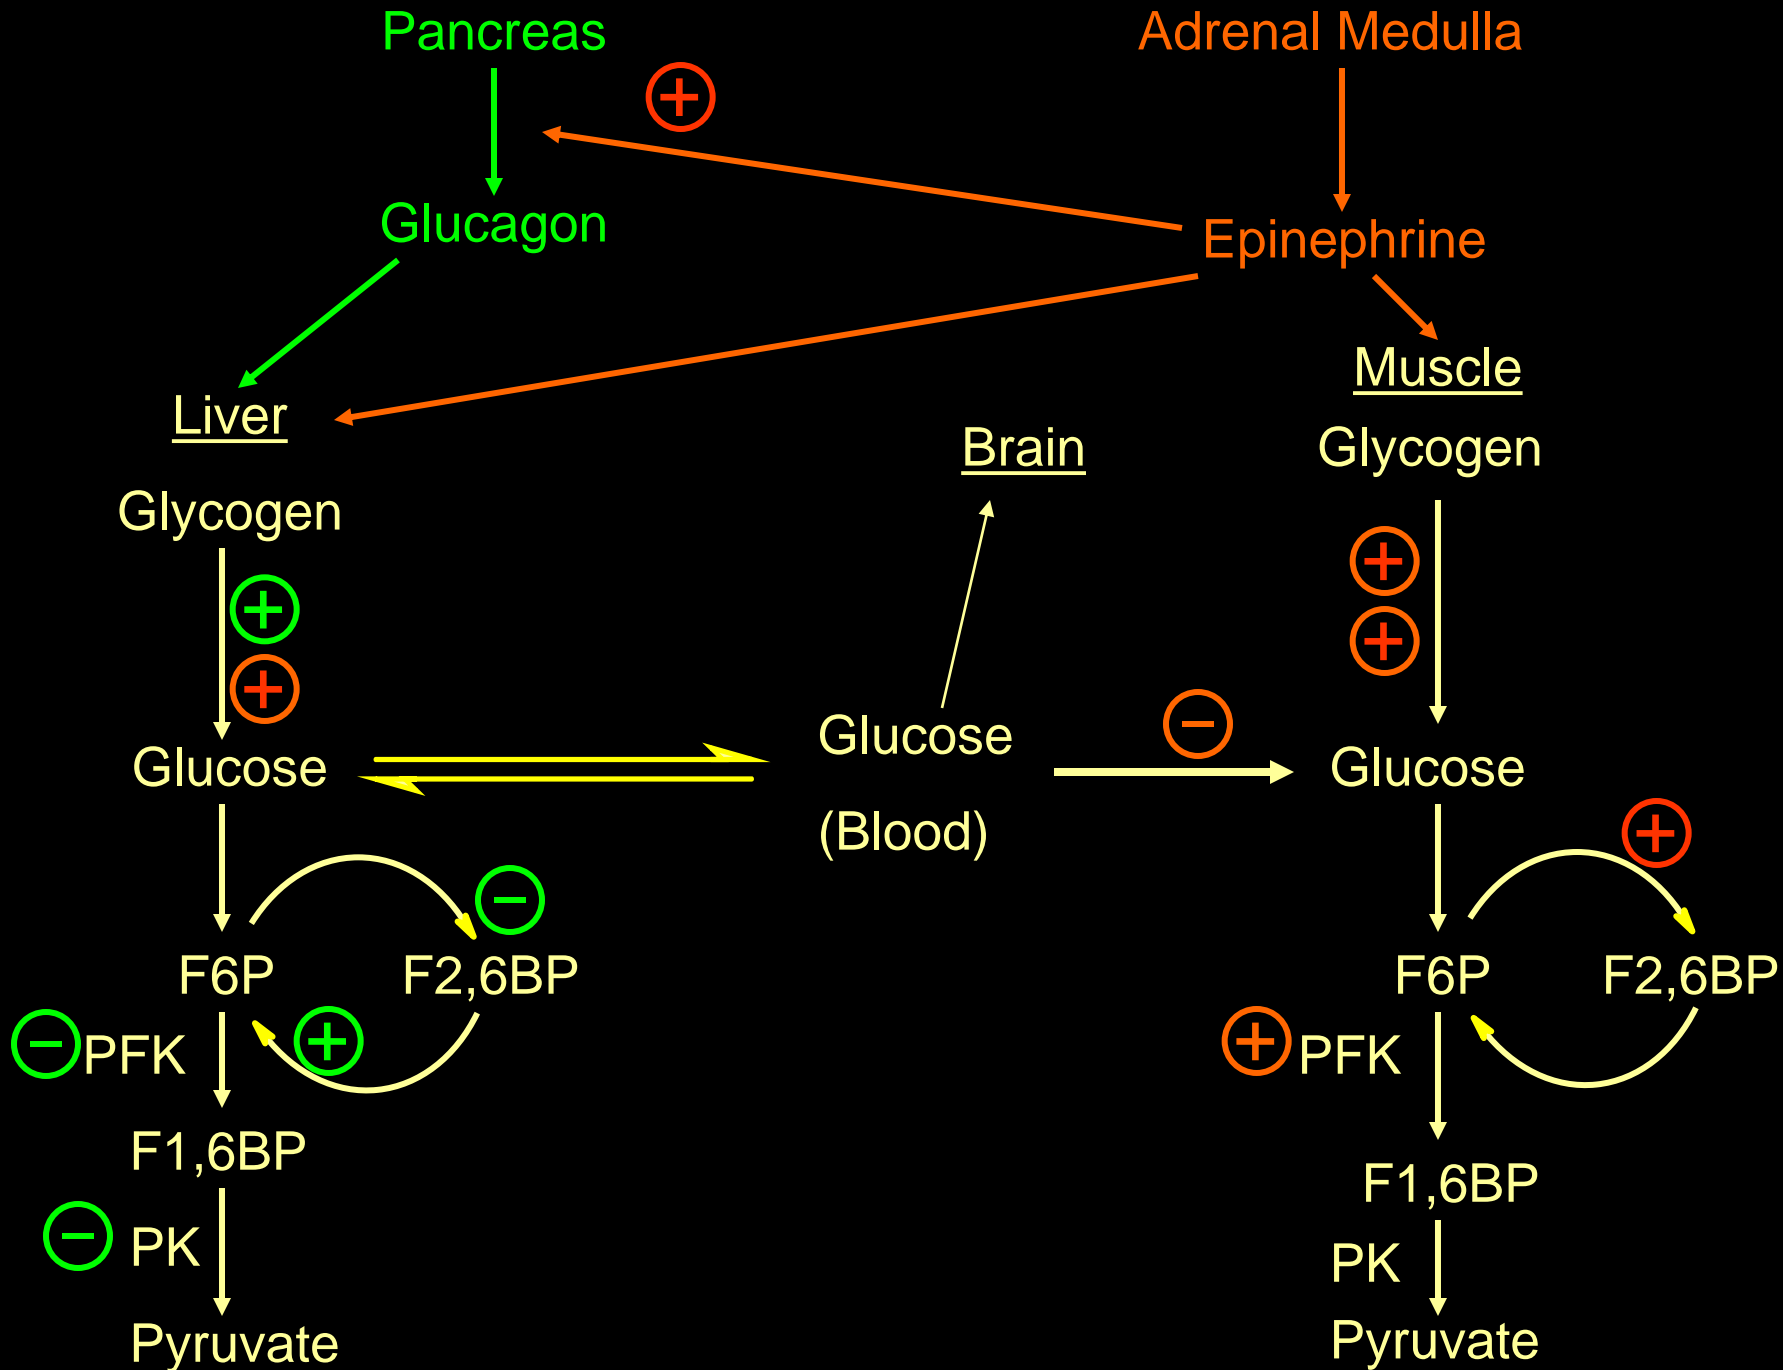 Pancreas
Adrenal Medulla
+
Glucagon
Epinephrine
Muscle
Liver
Brain
Glycogen
Glycogen
+
+
+
+
−
Glucose
Glucose
(Blood)
Glucose
+
−
F6P
F2,6BP
F6P
F2,6BP
− PFK
+
+ PFK
F1,6BP
F1,6BP
− PK
PK
Pyruvate
Pyruvate